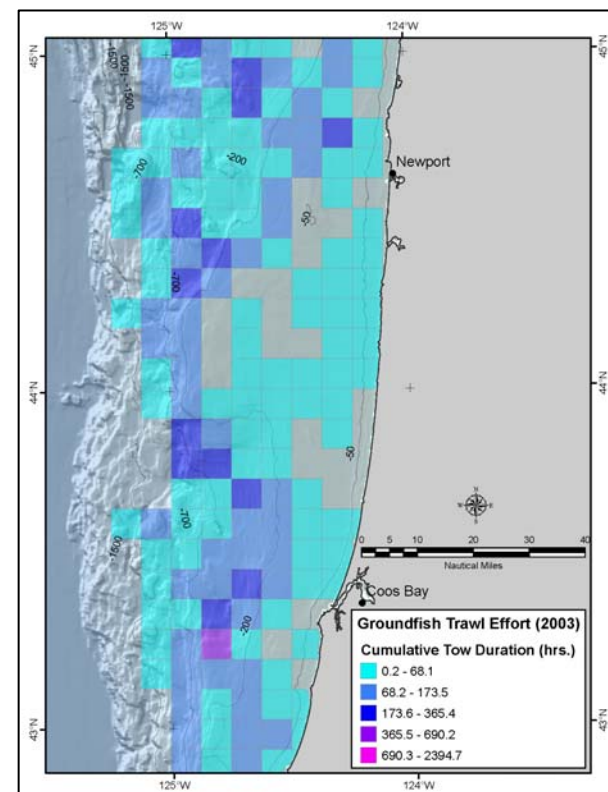 125°W
124°W
45°N
45°N
-1500
-1500
-1500
-700
-200
Newport
-50
-700
44°N
44°N
-50
-700
-1500
-200
0 5 10 20 30 40
Nautical Miles
Coos Bay
Groundfish Trawl Effort (2003)
Cumulative Tow Duration (hrs.)
0.2 - 68.1
68.2 - 173.5
173.6 - 365.4
365.5 - 690.2
690.3 - 2394.7
43°N
43°N
125°W
124°W